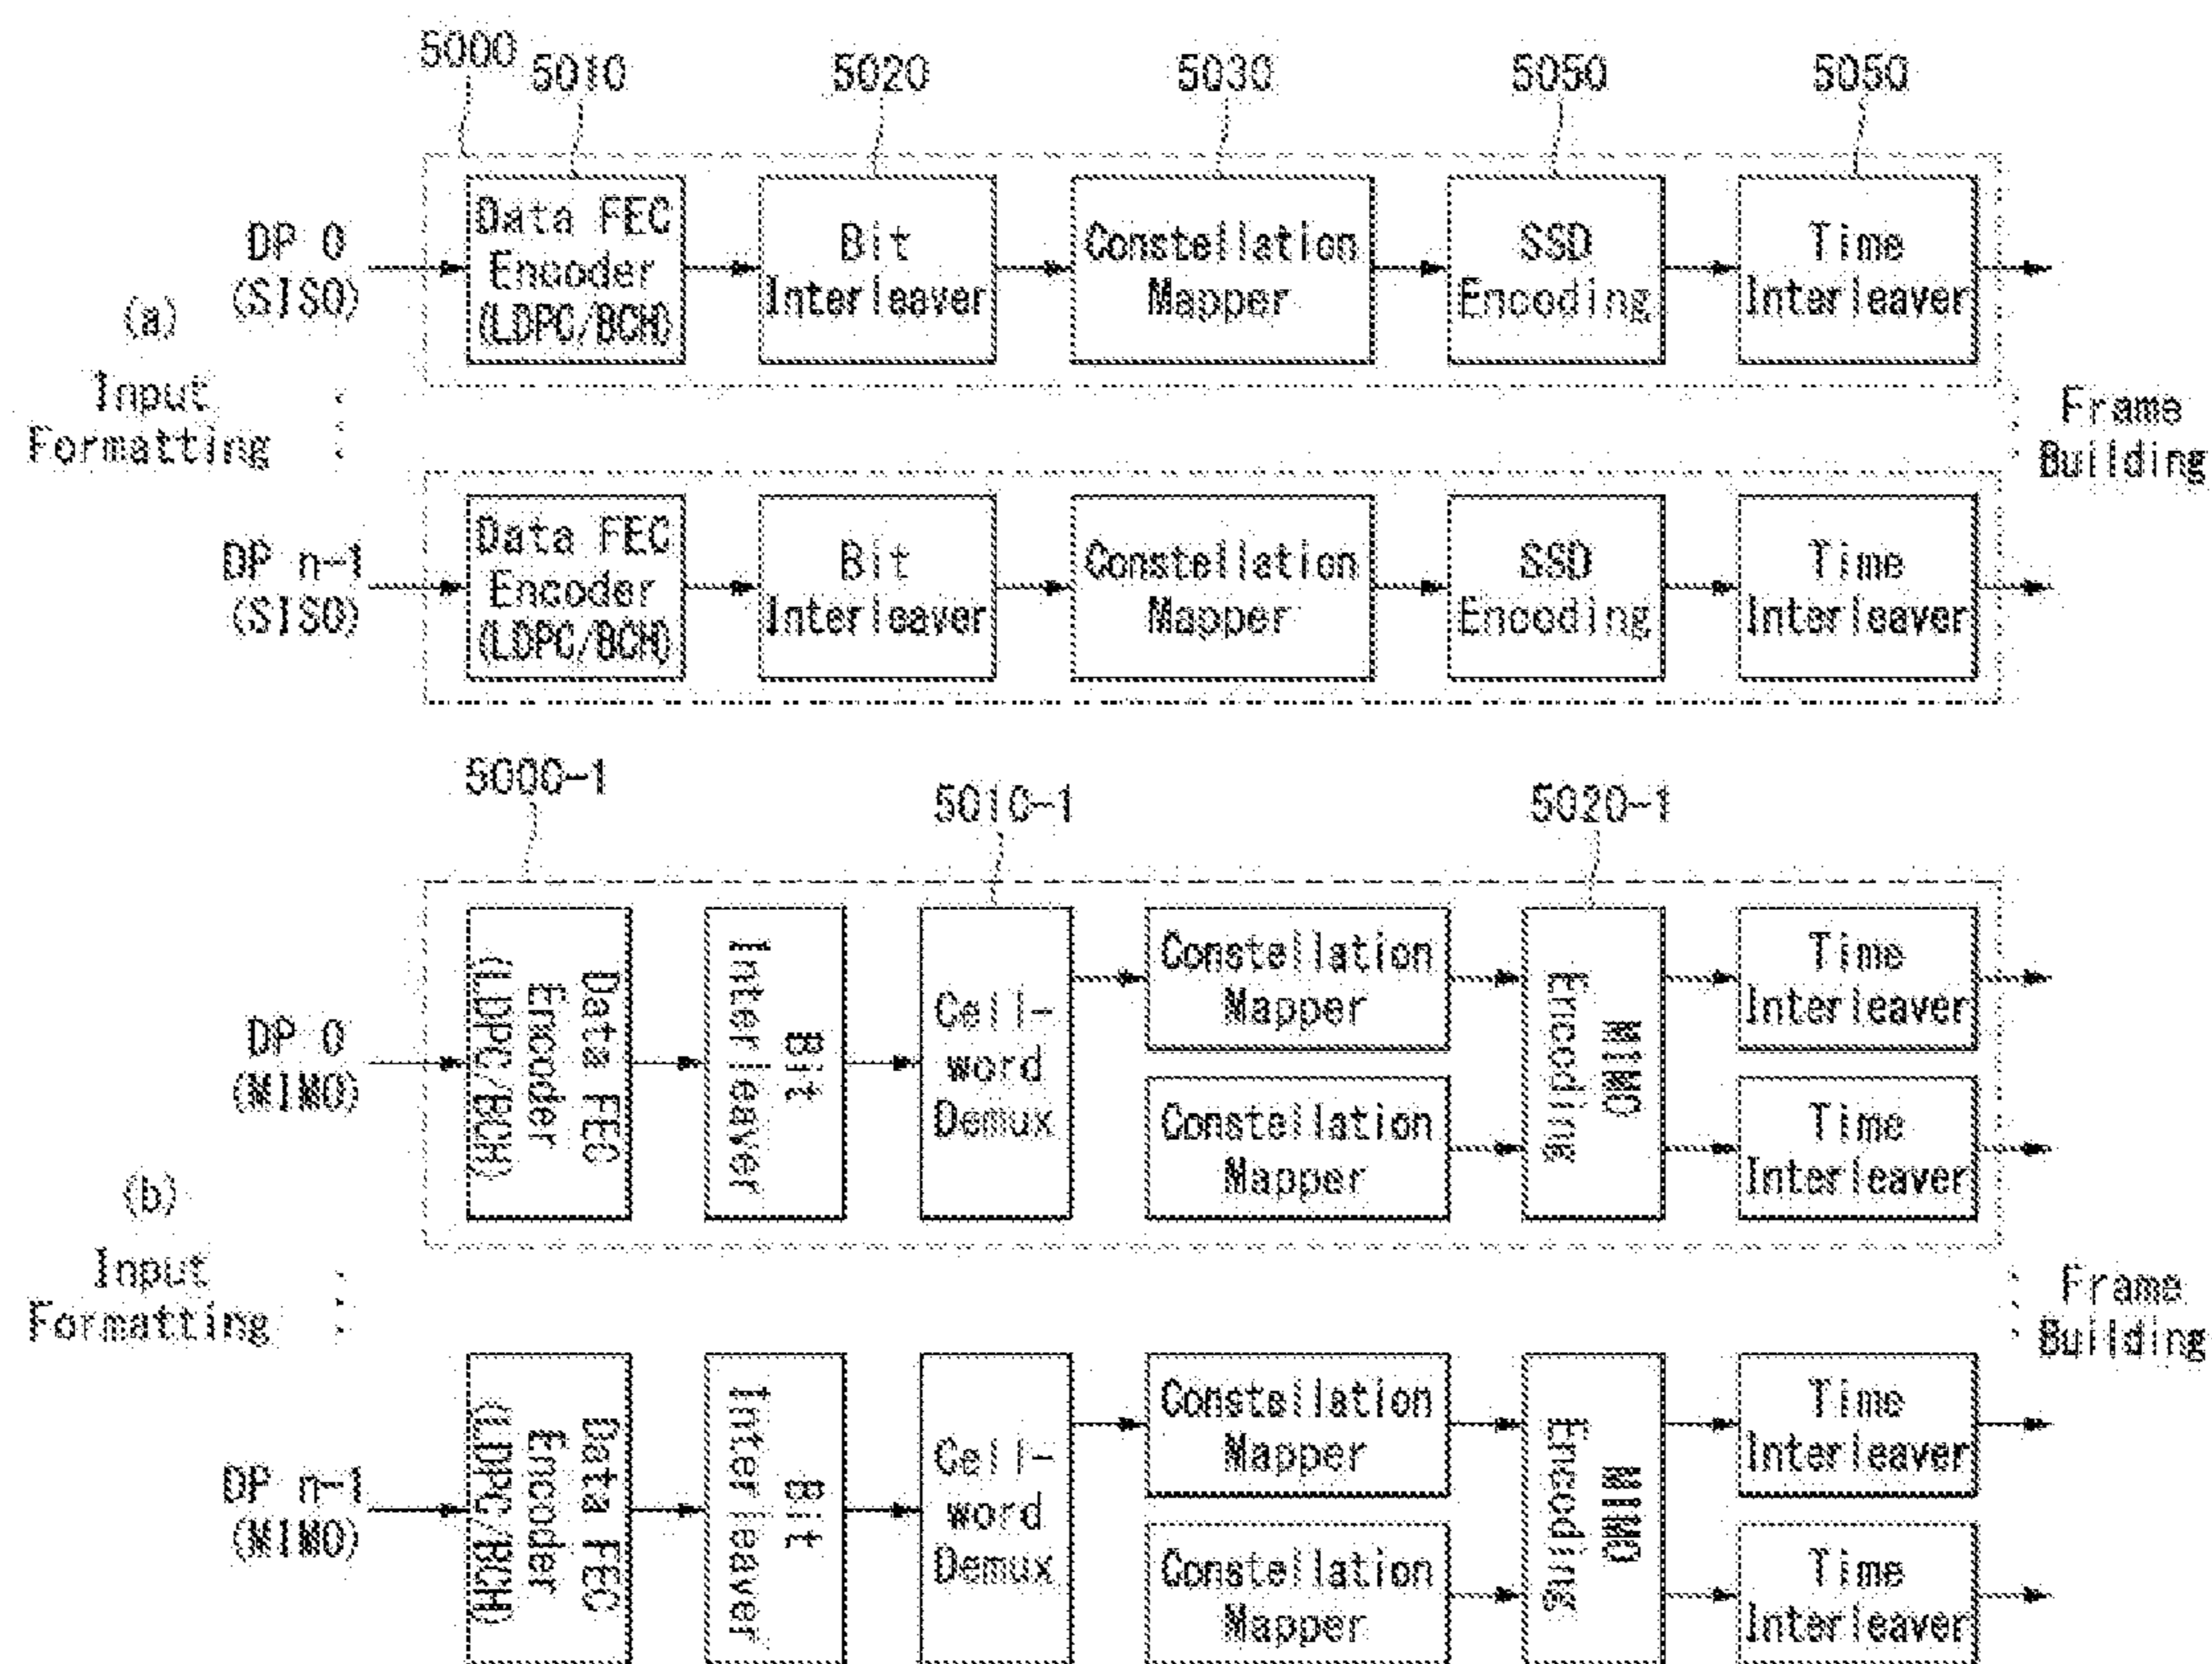 5000 5010 5020 5030 5050 5050
DP 0
(SISO)
Data FEC
Encoder
(LDPC/BCH)
Bit
Interleaver
Constellation
Mapper
SSD
Encoding
Time
Interleaver
(a)
Input
Formatting
Frame
Building
DP n-1
(SISO)
Data FEC
Encoder
(LDPC/BCH)
Bit
Interleaver
Constellation
Mapper
SSD
Encoding
Time
Interleaver
5000-1 5010-1 5020-1
DP 0
(MIMO)
Data FEC
Encoder
(LDPC/BCH)
Bit
Interleaver
Cell-
word
Demux
Constellation
Mapper
Constellation
Mapper
MIMO
Encoding
Time
Interleaver
Time
Interleaver
(b)
Input
Formatting
Frame
Building
DP n-1
(MIMO)
Data FEC
Encoder
(LDPC/BCH)
Bit
Interleaver
Cell-
word
Demux
Constellation
Mapper
Constellation
Mapper
MIMO
Encoding
Time
Interleaver
Time
Interleaver